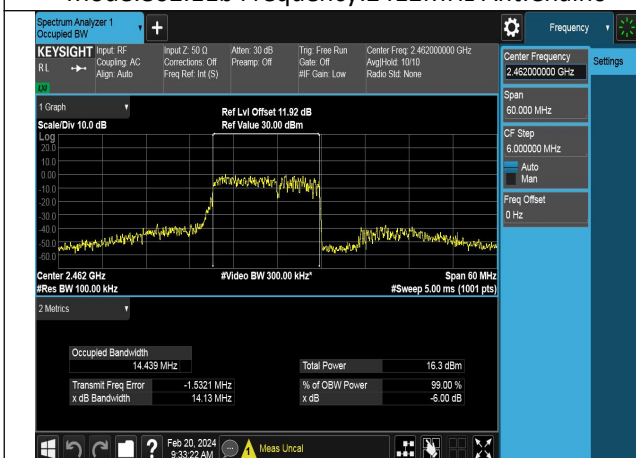 Mode:802.11b Frequency:2422MHz Ant:Chain0
Spectrum Analyzer 1
Occupied BW
+
Frequency
KEYSIGHT
RL
Input: RF
Coupling: AC
Align: Auto
Input Z: 50 Ω
Corrections: Off
Freq Ref: Int (S)
Atten: 30 dB
Preamp: Off
Trig: Free Run
Gate: Off
#IF Gain: Low
Center Freq: 2.462000000 GHz
Avg|Hold: 10/10
Radio Std: None
LXI
Center Frequency
2.462000000 GHz
Settings
Span
60.000 MHz
CF Step
6.000000 MHz
Auto
Man
Freq Offset
0 Hz
1 Graph
Scale/Div 10.0 dB
Ref Lvl Offset 11.92 dB
Ref Value 30.00 dBm
Log
20.0
10.0
0.00
-10.0
-20.0
-30.0
-40.0
-50.0
-60.0
Center 2.462 GHz
#Video BW 300.00 kHz*
Span 60 MHz
#Res BW 100.00 kHz
#Sweep 5.00 ms (1001 pts)
2 Metrics
Occupied Bandwidth
14.439 MHz
Total Power 16.3 dBm
Transmit Freq Error -1.5321 MHz
% of OBW Power 99.00 %
x dB Bandwidth 14.13 MHz
x dB -6.00 dB
?
Feb 20, 2024
9:33:22 AM
Meas Uncal